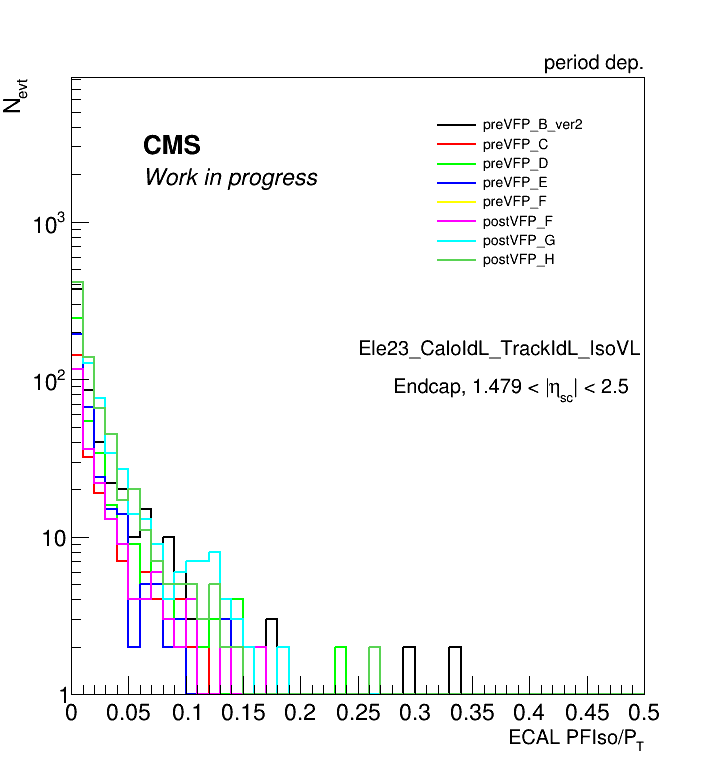 period dep.
N_evt
CMS
Work in progress
preVFP_B_ver2
preVFP_C
preVFP_D
preVFP_E
preVFP_F
postVFP_F
postVFP_G
postVFP_H
Ele23_CaloIdL_TrackIdL_IsoVL
Endcap, 1.479 < |η_sc| < 2.5
10^3
10^2
10
1
0 0.05 0.1 0.15 0.2 0.25 0.3 0.35 0.4 0.45 0.5
ECAL PFIso/P_T